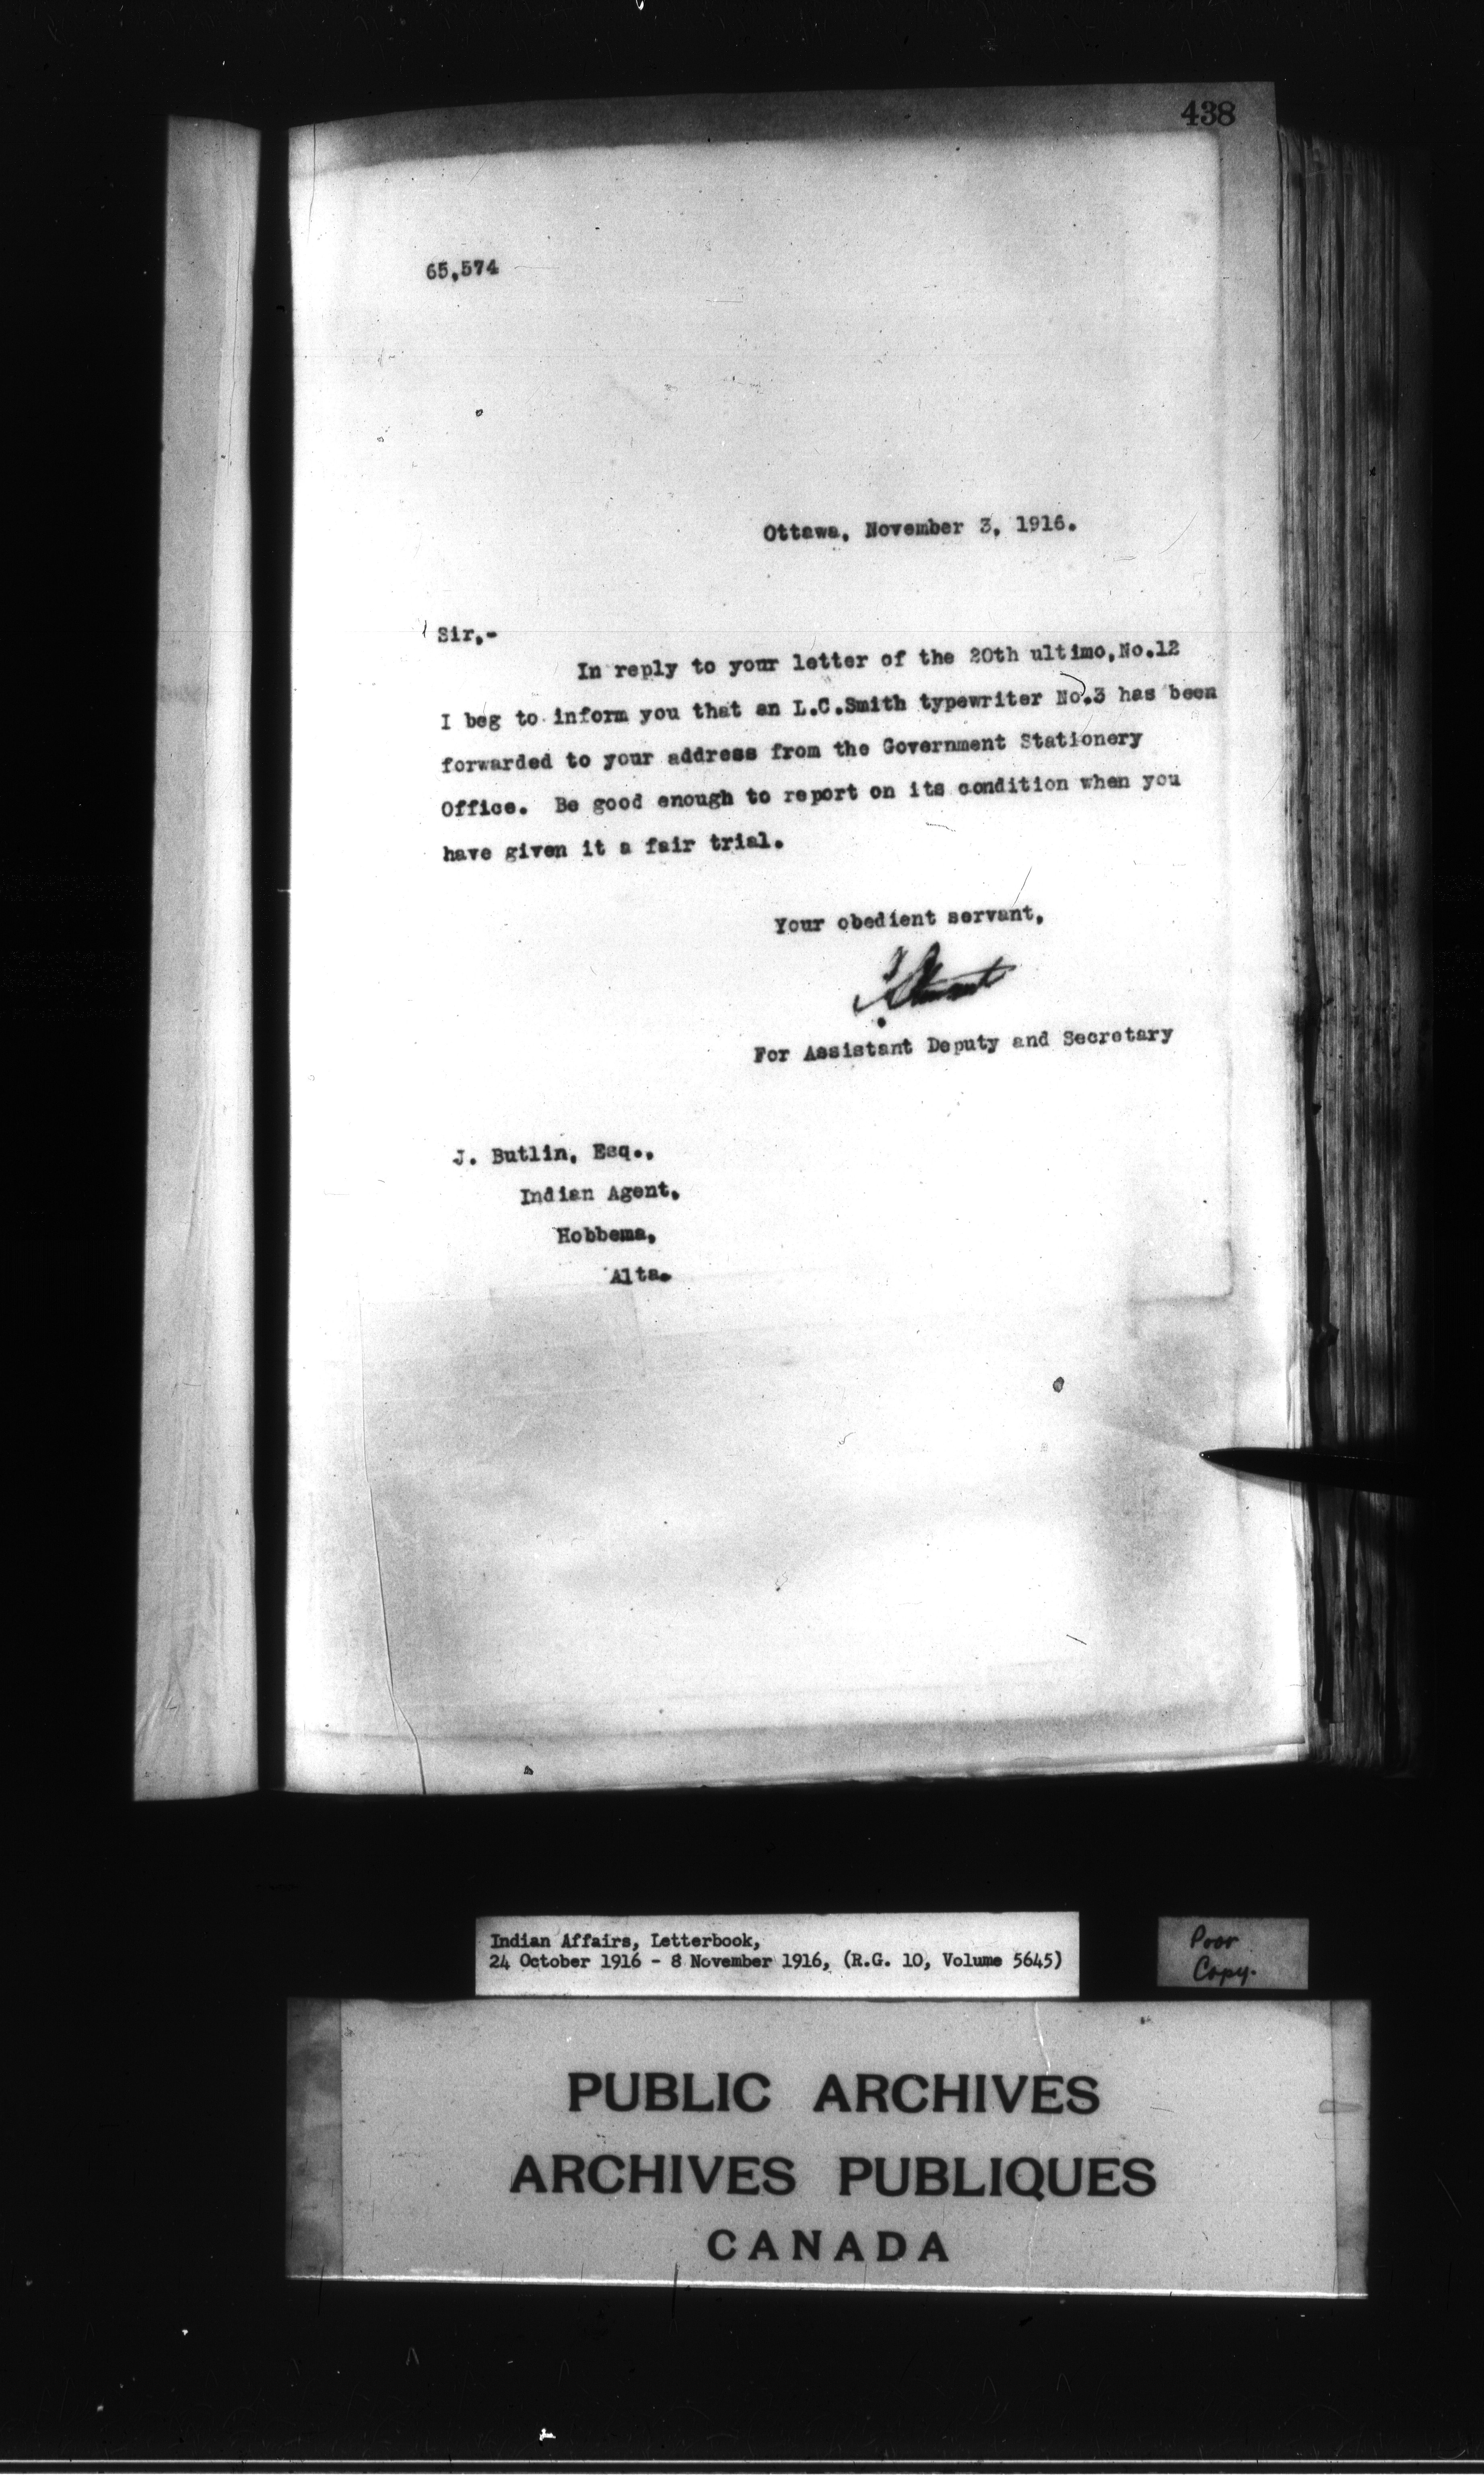 438
65,574
Ottawa, November 3, 1916.
Sir,-
In reply to your letter of the 20th ultimo, No.12
I beg to inform you that an L.C.Smith typewriter No.3 has been
forwarded to your address from the Government Stationery
Office. Be good enough to report on its condition when you
have given it a fair trial.
Your obedient servant,
For Assistant Deputy and Secretary
J. Butlin, Esq.,
Indian Agent,
Hobbema,
Alta.
Indian Affairs, Letterbook,
24 October 1916 - 8 November 1916, (R.G. 10, Volume 5645)
Poor
Copy.
PUBLIC ARCHIVES
ARCHIVES PUBLIQUES
CANADA